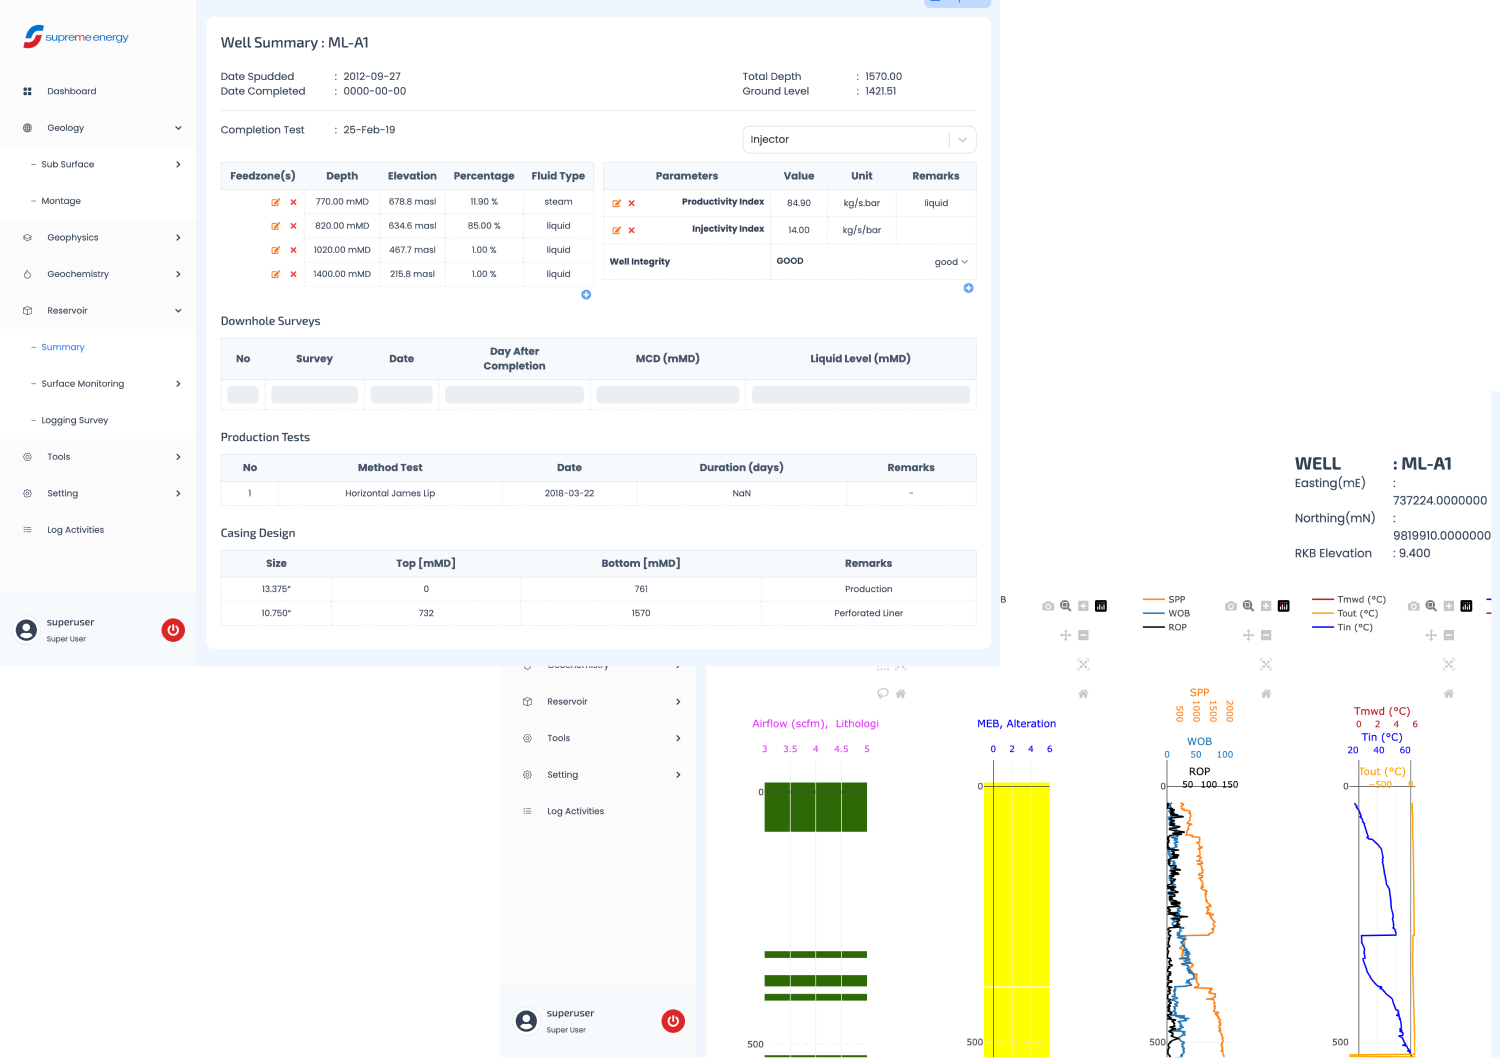 supreme energy
Dashboard
Geology
– Sub Surface
– Montage
Geophysics
Geochemistry
Reservoir
– Summary
– Surface Monitoring
– Logging Survey
Tools
Setting
Log Activities
superuser
Super User
Well Summary : ML-A1
Date Spudded : 2012-09-27
Total Depth : 1570.00
Date Completed : 0000-00-00
Ground Level : 1421.51
Completion Test : 25-Feb-19
Injector
Feedzone(s) Depth Elevation Percentage Fluid Type
770.00 mMD 678.8 masl 11.90 % steam
820.00 mMD 634.6 masl 85.00 % liquid
1020.00 mMD 467.7 masl 1.00 % liquid
1400.00 mMD 215.8 masl 1.00 % liquid
Parameters Value Unit Remarks
Productivity Index 84.90 kg/s.bar liquid
Injectivity Index 14.00 kg/s/bar
Well Integrity GOOD good
Downhole Surveys
No Survey Date Day After Completion MCD (mMD) Liquid Level (mMD)
Production Tests
No Method Test Date Duration (days) Remarks
1 Horizontal James Lip 2018-03-22 NaN -
Casing Design
Size Top [mMD] Bottom [mMD] Remarks
13.375" 0 761 Production
10.750" 732 1570 Perforated Liner
WELL : ML-A1
Easting(mE) :
737224.0000000
Northing(mN) :
9819910.0000000
RKB Elevation : 9.400
Reservoir
Tools
Setting
Log Activities
superuser
Super User
B
Airflow (scfm), Lithologi
3 3.5 4 4.5 5
0
500
MEB, Alteration
0 2 4 6
0
500
SPP
WOB
ROP
SPP
500 1000 1500 2000
WOB
0 50 100
ROP
50 100 150
0
500
Tmwd (°C)
Tout (°C)
Tin (°C)
Tmwd (°C)
0 2 4 6
Tin (°C)
20 40 60
Tout (°C)
−500 0
0
500